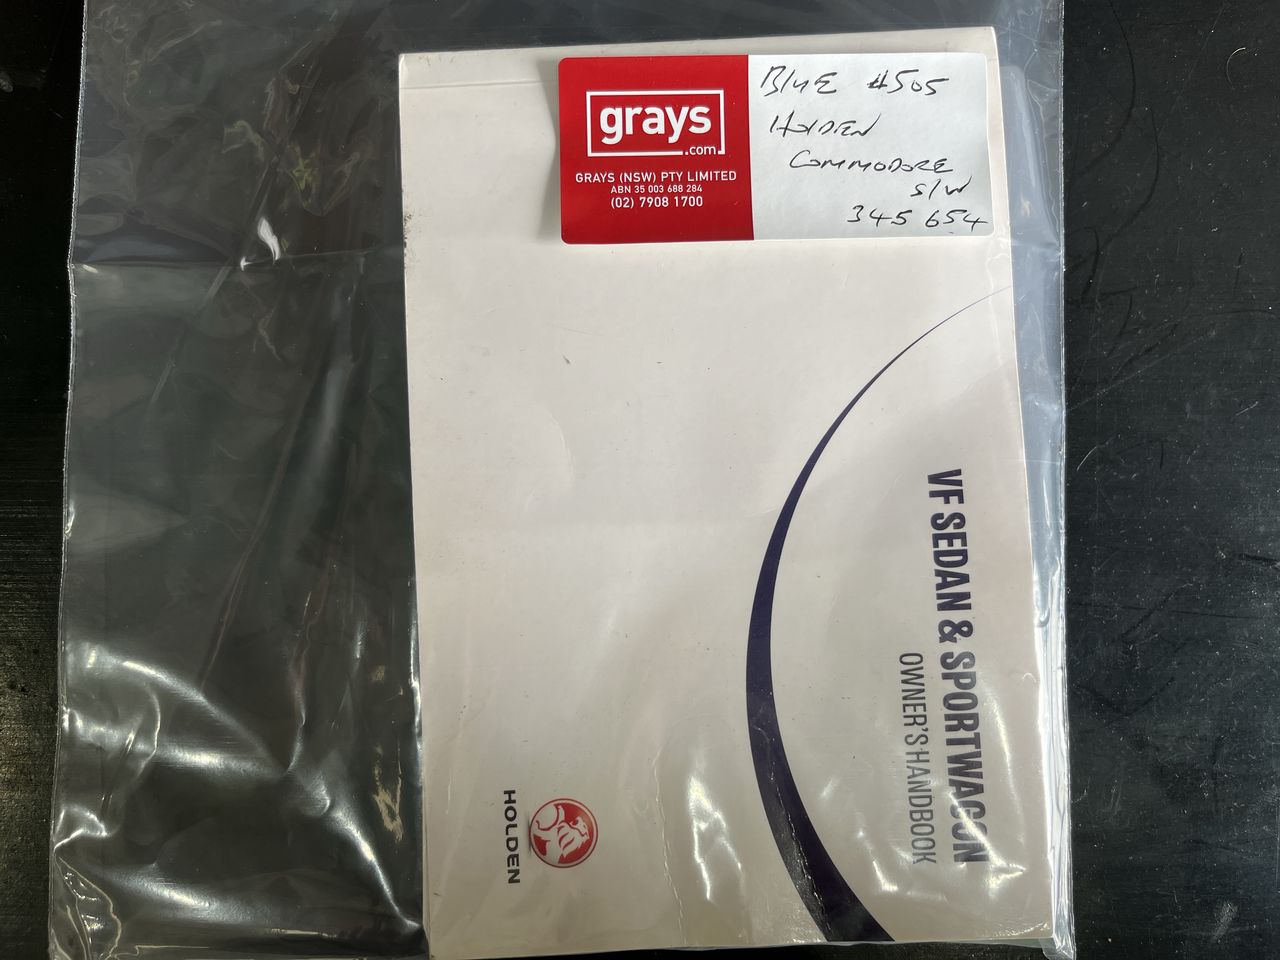 grays
.com
GRAYS (NSW) PTY LIMITED
ABN 35 003 688 284
(02) 7908 1700
BluE #505
HOLDEN
COMMODORE
S/W
345 654
VF SEDAN & SPORTWAGON
OWNER'S HANDBOOK
HOLDEN